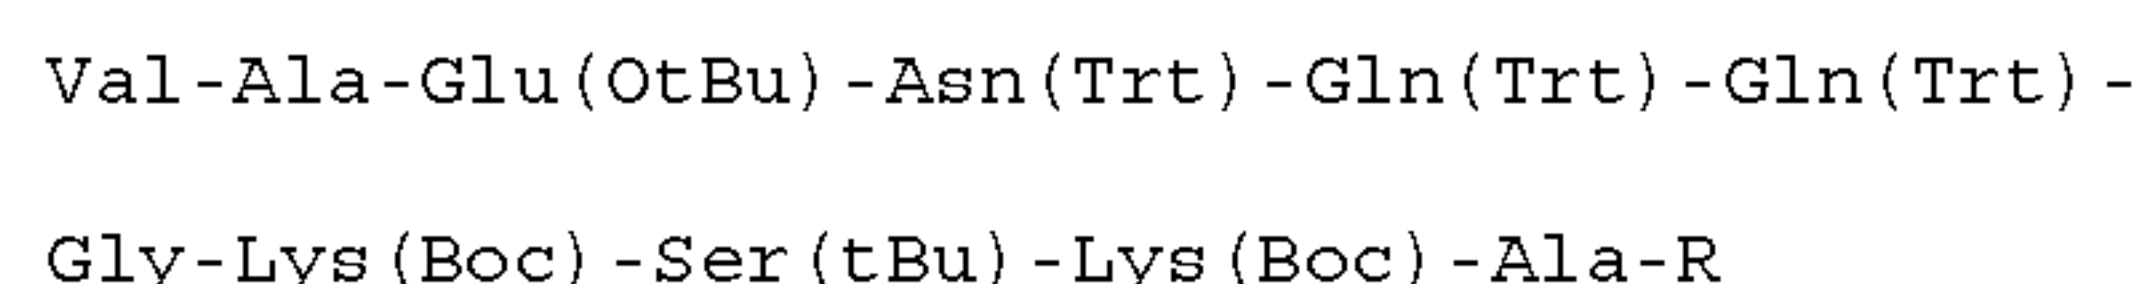 Val-Ala-Glu(OtBu)-Asn(Trt)-Gln(Trt)-Gln(Trt)-
Gly-Lys(Boc)-Ser(tBu)-Lys(Boc)-Ala-R